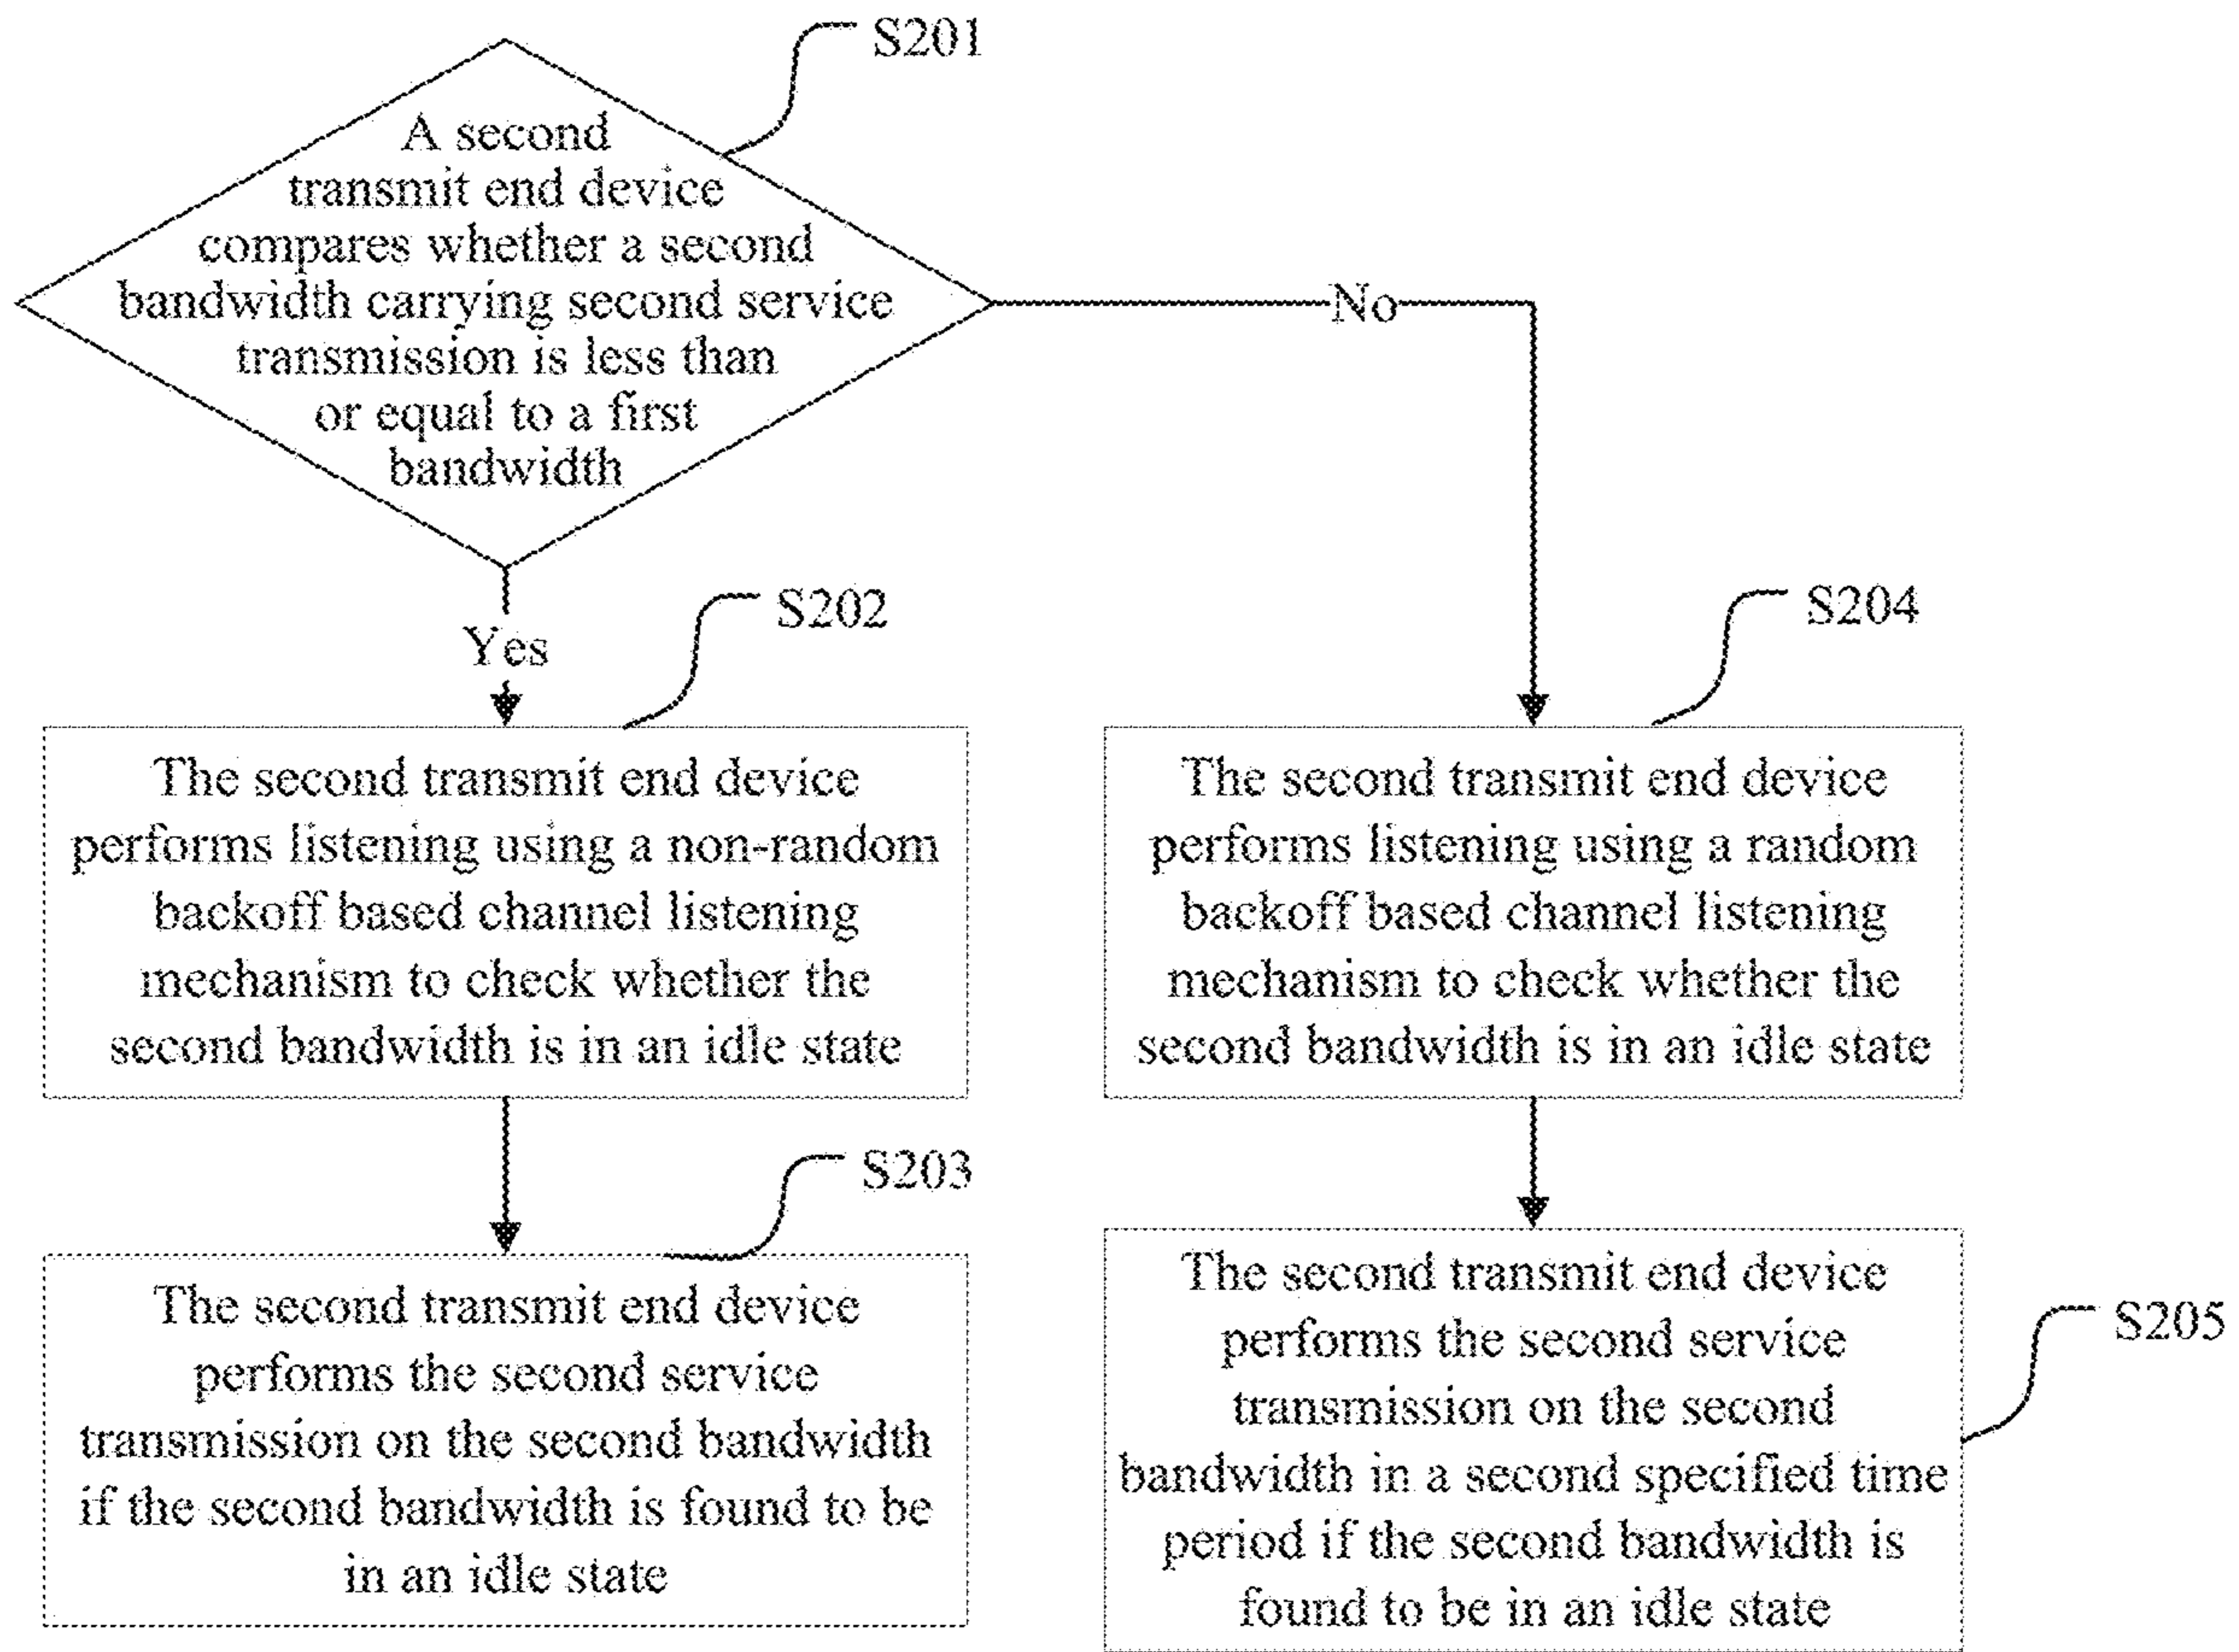 S201
A second
transmit end device
compares whether a second
bandwidth carrying second service
transmission is less than
or equal to a first
bandwidth
No
Yes
S202
The second transmit end device
performs listening using a non-random
backoff based channel listening
mechanism to check whether the
second bandwidth is in an idle state
S204
The second transmit end device
performs listening using a random
backoff based channel listening
mechanism to check whether the
second bandwidth is in an idle state
S203
The second transmit end device
performs the second service
transmission on the second bandwidth
if the second bandwidth is found to be
in an idle state
The second transmit end device
performs the second service
transmission on the second
bandwidth in a second specified time
period if the second bandwidth is
found to be in an idle state
S205